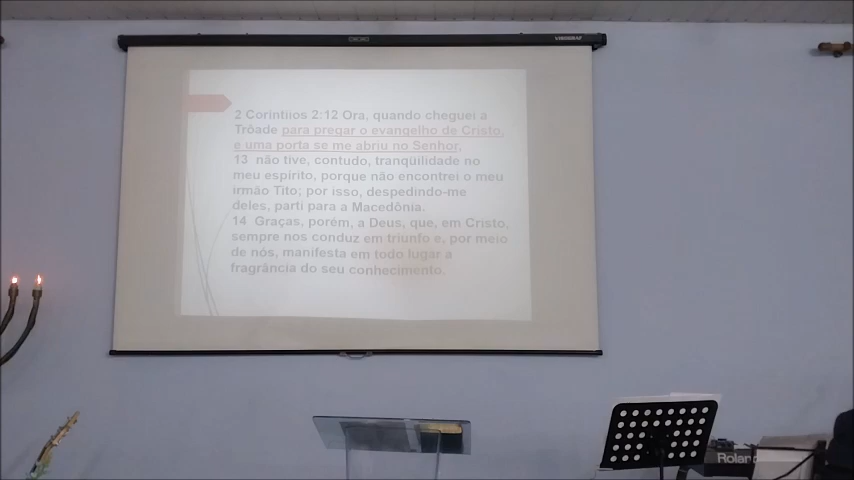 VISOGRAF
2 Coríntiios 2:12 Ora, quando cheguei a
Trôade para pregar o evangelho de Cristo,
e uma porta se me abriu no Senhor,
13 não tive, contudo, tranqüilidade no
meu espírito, porque não encontrei o meu
irmão Tito; por isso, despedindo-me
deles, parti para a Macedônia.
14 Graças, porém, a Deus, que, em Cristo,
sempre nos conduz em triunfo e, por meio
de nós, manifesta em todo lugar a
fragrância do seu conhecimento.
Roland